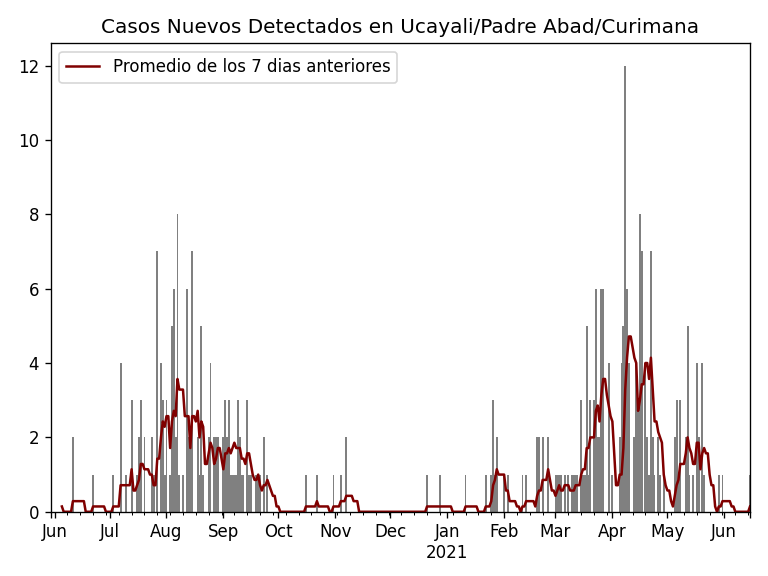 Casos Nuevos Detectados en Ucayali/Padre Abad/Curimana
Promedio de los 7 dias anteriores
12
10
8
6
4
2
0
Jun Jul Aug Sep Oct Nov Dec Jan Feb Mar Apr May Jun
2021